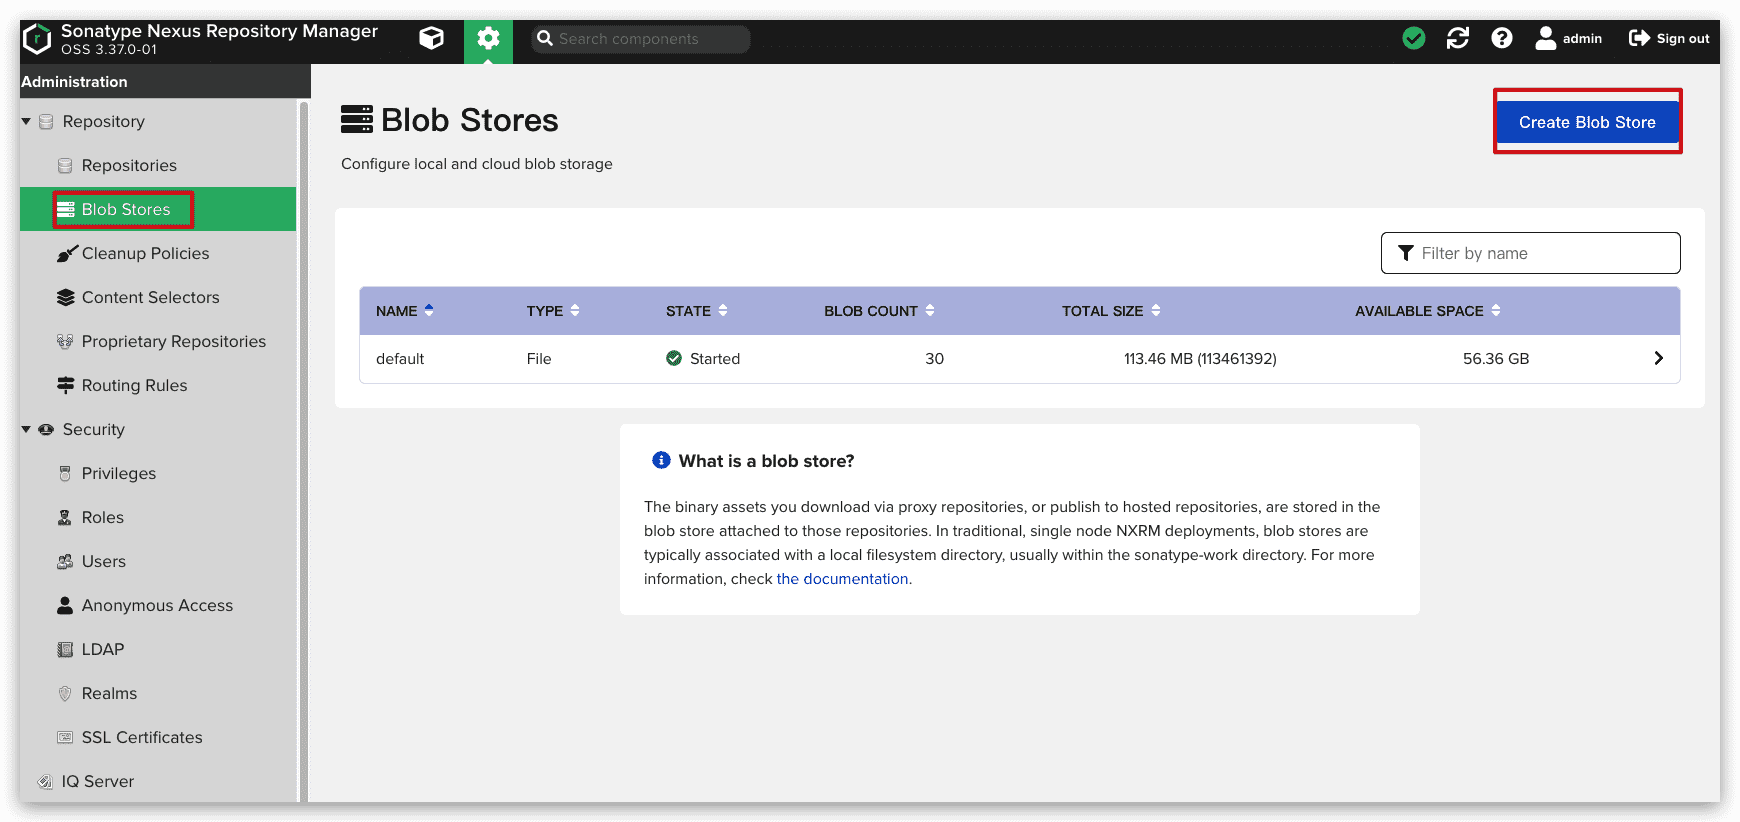 Sonatype Nexus Repository Manager
OSS 3.37.0-01
Search components
admin
Sign out
Administration
Repository
Repositories
Blob Stores
Cleanup Policies
Content Selectors
Proprietary Repositories
Routing Rules
Security
Privileges
Roles
Users
Anonymous Access
LDAP
Realms
SSL Certificates
IQ Server
Blob Stores
Configure local and cloud blob storage
Create Blob Store
Filter by name
NAME TYPE STATE BLOB COUNT TOTAL SIZE AVAILABLE SPACE
default File Started 30 113.46 MB (113461392) 56.36 GB
What is a blob store?
The binary assets you download via proxy repositories, or publish to hosted repositories, are stored in the
blob store attached to those repositories. In traditional, single node NXRM deployments, blob stores are
typically associated with a local filesystem directory, usually within the sonatype-work directory. For more
information, check the documentation.